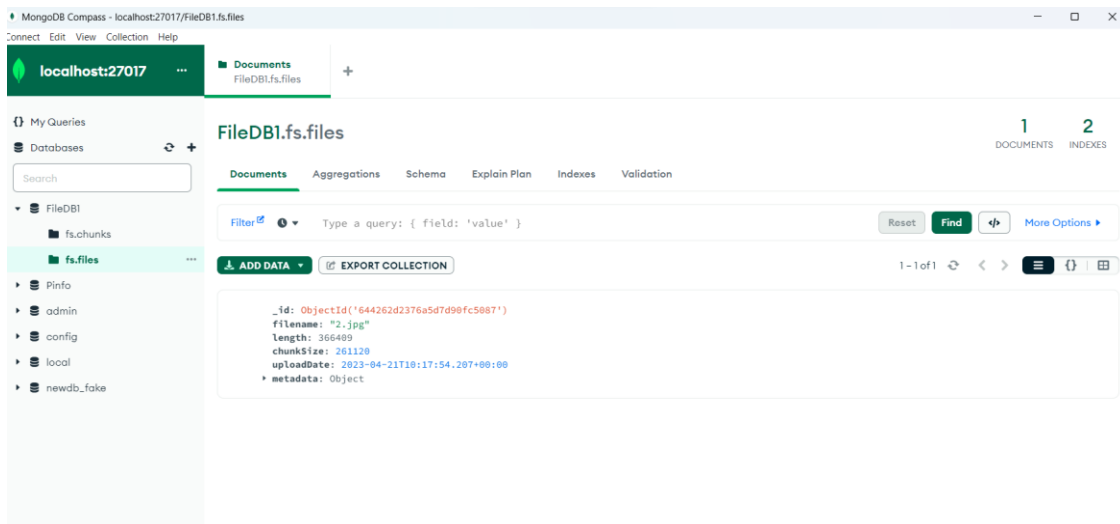 MongoDB Compass - localhost:27017/FileDB1.fs.files
Connect Edit View Collection Help
localhost:27017 ...
Documents
FileDB1.fs.files
+
{} My Queries
Databases
Search
FileDB1
fs.chunks
fs.files ...
Pinfo
admin
config
local
newdb_fake
FileDB1.fs.files
1
DOCUMENTS
2
INDEXES
Documents Aggregations Schema Explain Plan Indexes Validation
Filter Type a query: { field: 'value' } Reset Find </> More Options
ADD DATA EXPORT COLLECTION 1 - 1 of 1 {}
_id: ObjectId('644262d2376a5d7d90fc5087')
filename: "2.jpg"
length: 366409
chunkSize: 261120
uploadDate: 2023-04-21T10:17:54.207+00:00
metadata: Object